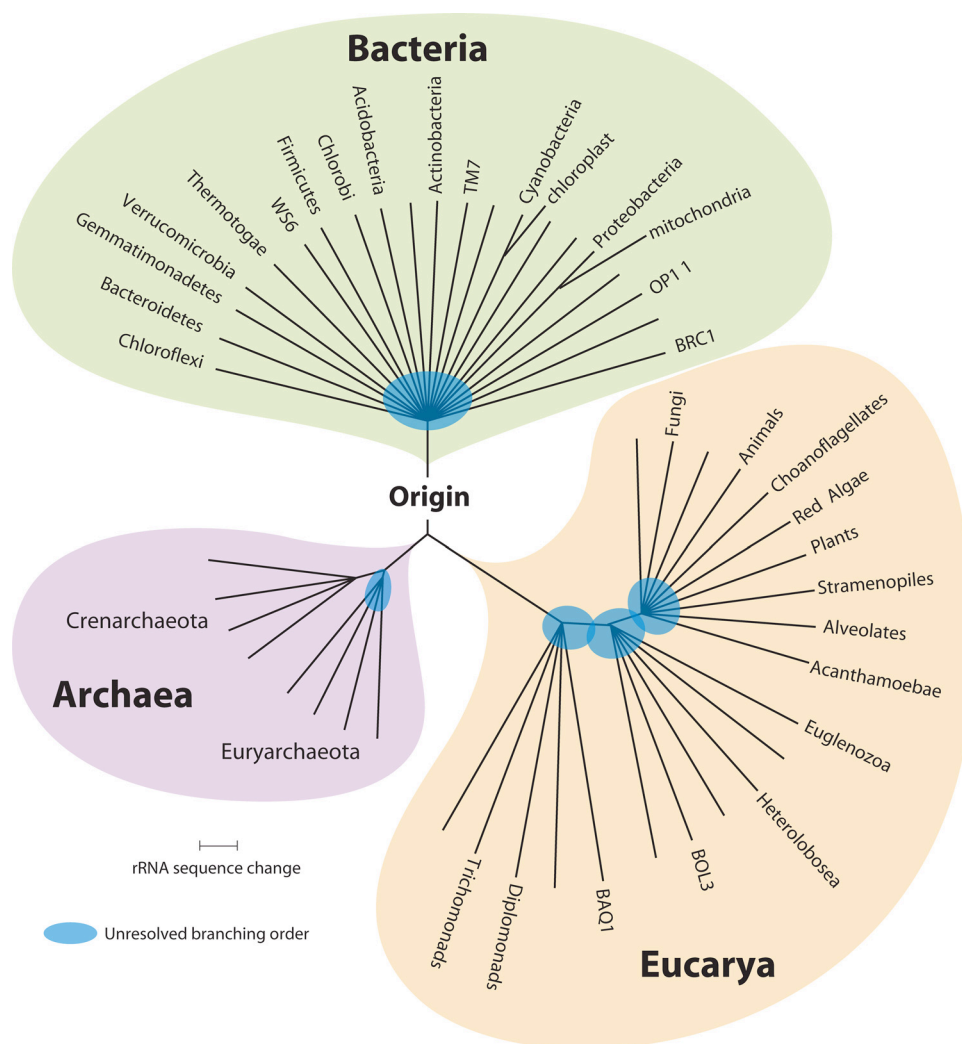 Bacteria
Chloroflexi
Bacteroidetes
Gemmatimonadetes
Verrucomicrobia
Thermotogae
WS6
Firmicutes
Chlorobi
Acidobacteria
Actinobacteria
TM7
Cyanobacteria
chloroplast
Proteobacteria
mitochondria
OP1 1
BRC1
Origin
Fungi
Animals
Choanoflagellates
Red Algae
Plants
Stramenopiles
Alveolates
Acanthamoebae
Euglenozoa
Heterolobosea
BOL3
BAQ1
Diplomonads
Trichomonads
Eucarya
Crenarchaeota
Archaea
Euryarchaeota
rRNA sequence change
Unresolved branching order